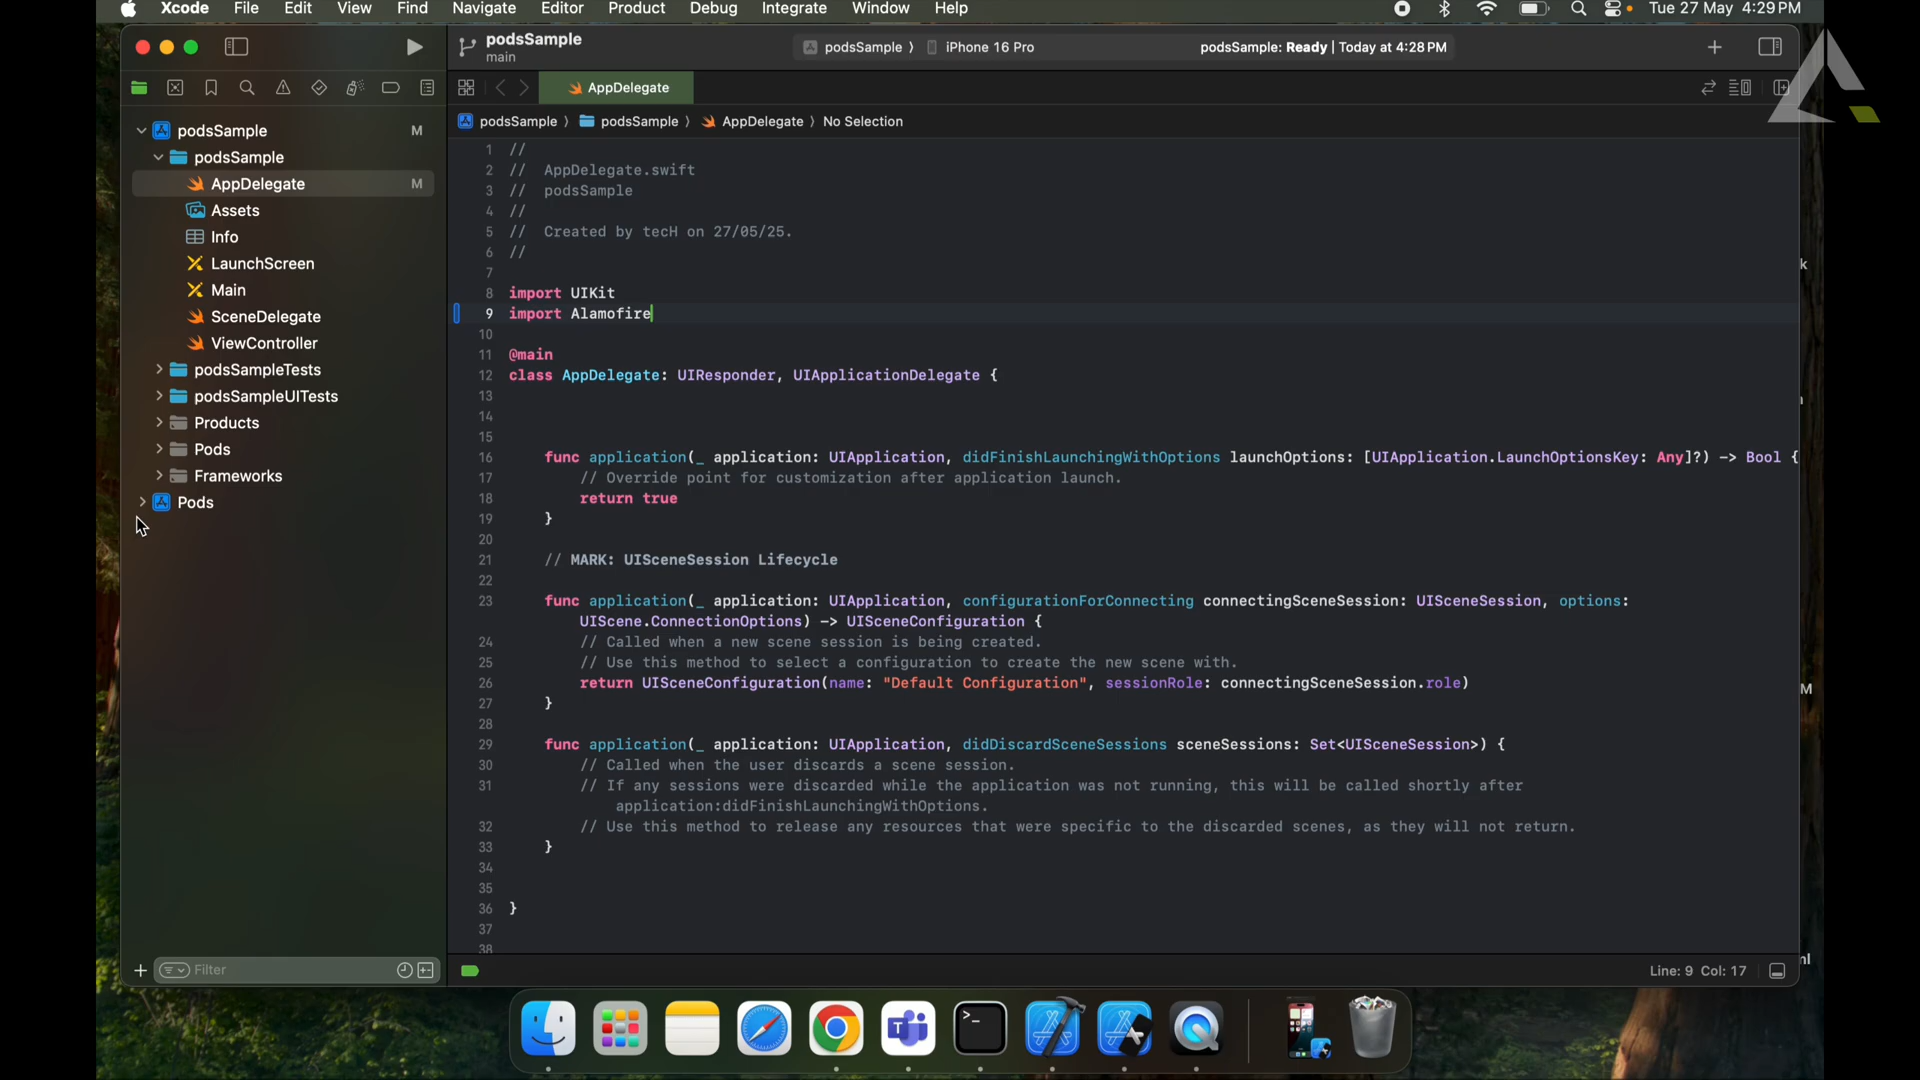 Xcode File Edit View Find Navigate Editor Product Debug Integrate Window Help Tue 27 May 4:29 PM
podsSample
main
podsSample ⟩ iPhone 16 Pro podsSample: Ready | Today at 4:28 PM
AppDelegate
podsSample ⟩ podsSample ⟩ AppDelegate ⟩ No Selection
podsSample M
podsSample
AppDelegate M
Assets
Info
LaunchScreen
Main
SceneDelegate
ViewController
podsSampleTests
podsSampleUITests
Products
Pods
Frameworks
Pods
Filter
1 //
2 // AppDelegate.swift
3 // podsSample
4 //
5 // Created by tecH on 27/05/25.
6 //
7
8 import UIKit
9 import Alamofire
10
11 @main
12 class AppDelegate: UIResponder, UIApplicationDelegate {
13
14
15
16 func application(_ application: UIApplication, didFinishLaunchingWithOptions launchOptions: [UIApplication.LaunchOptionsKey: Any]?) -> Bool {
17 // Override point for customization after application launch.
18 return true
19 }
20
21 // MARK: UISceneSession Lifecycle
22
23 func application(_ application: UIApplication, configurationForConnecting connectingSceneSession: UISceneSession, options:
UIScene.ConnectionOptions) -> UISceneConfiguration {
24 // Called when a new scene session is being created.
25 // Use this method to select a configuration to create the new scene with.
26 return UISceneConfiguration(name: "Default Configuration", sessionRole: connectingSceneSession.role)
27 }
28
29 func application(_ application: UIApplication, didDiscardSceneSessions sceneSessions: Set<UISceneSession>) {
30 // Called when the user discards a scene session.
31 // If any sessions were discarded while the application was not running, this will be called shortly after
application:didFinishLaunchingWithOptions.
32 // Use this method to release any resources that were specific to the discarded scenes, as they will not return.
33 }
34
35
36 }
37
38
Line: 9 Col: 17